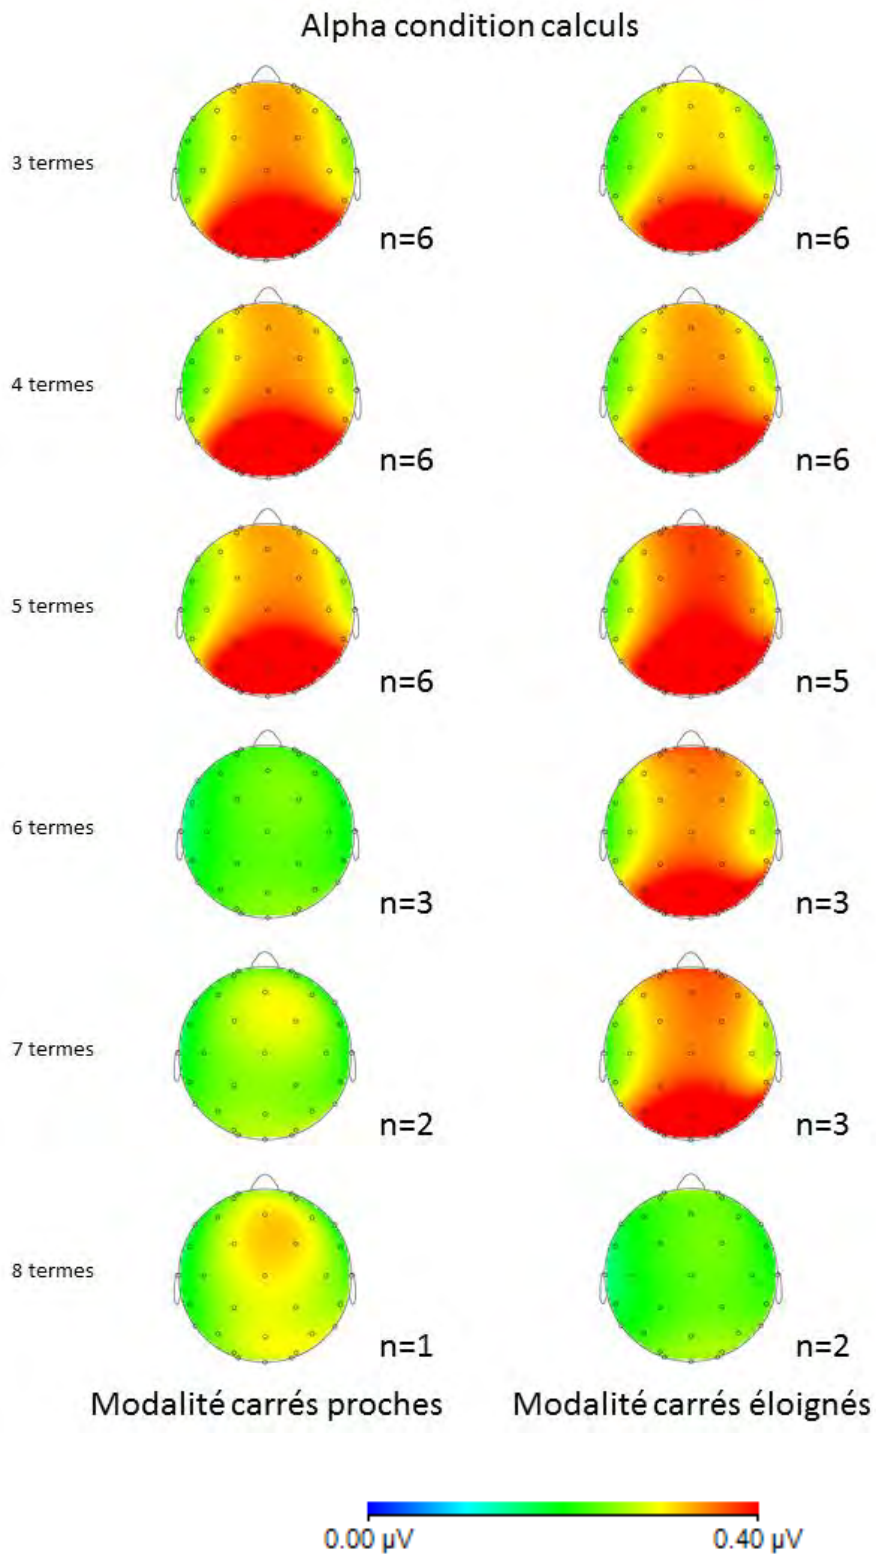 Alpha condition calculs
3 termes
n=6
n=6
4 termes
n=6
n=6
5 termes
n=6
n=5
6 termes
n=3
n=3
7 termes
n=2
n=3
8 termes
n=1
n=2
Modalité carrés proches
Modalité carrés éloignés
0.00 µV
0.40 µV